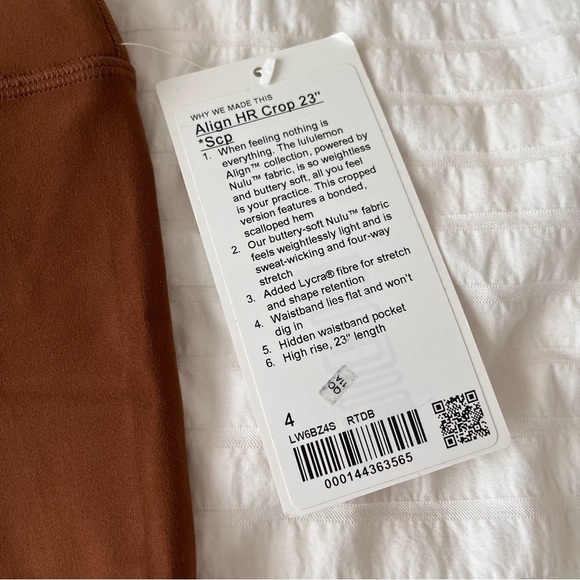 WHY WE MADE THIS
Align HR Crop 23"
*Scp
1. When feeling nothing is
everything. The lululemon
Align™ collection, powered by
Nulu™ fabric, is so weightless
and buttery soft, all you feel
is your practice. This cropped
version features a bonded,
scalloped hem
2. Our buttery-soft Nulu™ fabric
feels weightlessly light and is
sweat-wicking and four-way
stretch
3. Added Lycra® fibre for stretch
and shape retention
4. Waistband lies flat and won't
dig in
5. Hidden waistband pocket
6. High rise, 23" length
QC
11A
4
LW6BZ4S RTDB
000144363565